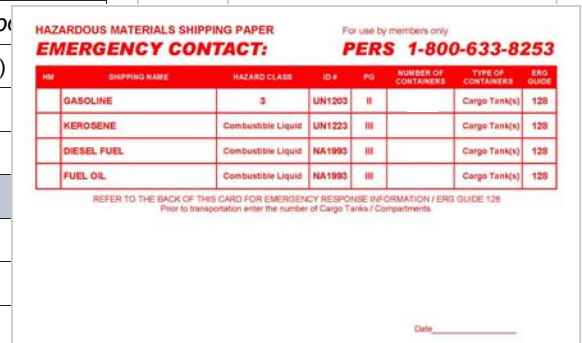 HAZARDOUS MATERIALS SHIPPING PAPER For use by members only
EMERGENCY CONTACT: PERS 1-800-633-8253
HM SHIPPING NAME HAZARD CLASS ID # PG NUMBER OF CONTAINERS TYPE OF CONTAINERS ERG GUIDE
GASOLINE 3 UN1203 II Cargo Tank(s) 128
KEROSENE Combustible Liquid UN1223 III Cargo Tank(s) 128
DIESEL FUEL Combustible Liquid NA1993 III Cargo Tank(s) 128
FUEL OIL Combustible Liquid NA1993 III Cargo Tank(s) 128
REFER TO THE BACK OF THIS CARD FOR EMERGENCY RESPONSE INFORMATION / ERG GUIDE 128
Prior to transportation enter the number of Cargo Tanks / Compartments
Date